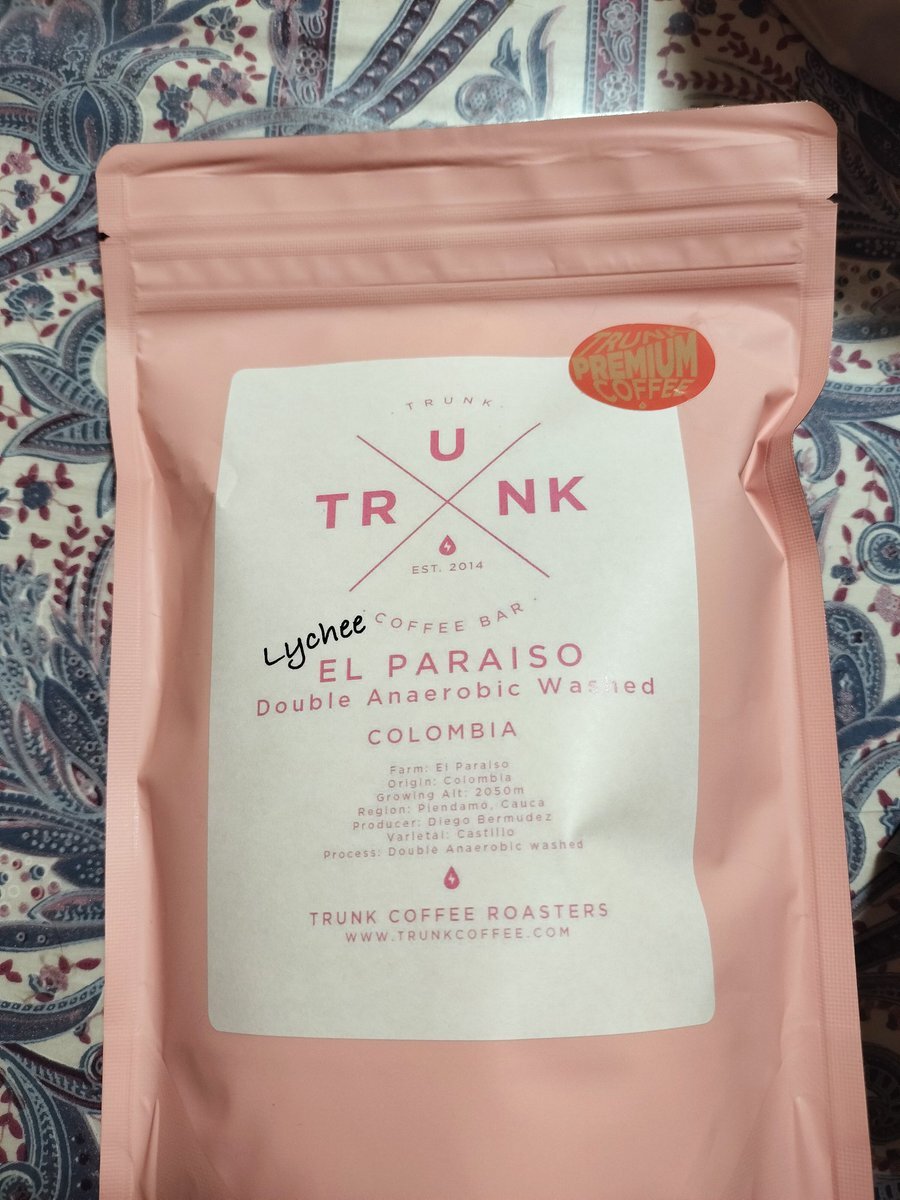 TRUNK
PREMIUM
COFFEE
· TRUNK ·
U
TR NK
EST. 2014
· COFFEE BAR ·
Lychee
EL PARAISO
Double Anaerobic Washed
COLOMBIA
Farm: El Paraiso
Origin: Colombia
Growing Alt: 2050m
Region: Piendamo, Cauca
Producer: Diego Bermudez
Varietal: Castillo
Process: Double Anaerobic washed
TRUNK COFFEE ROASTERS
WWW.TRUNKCOFFEE.COM